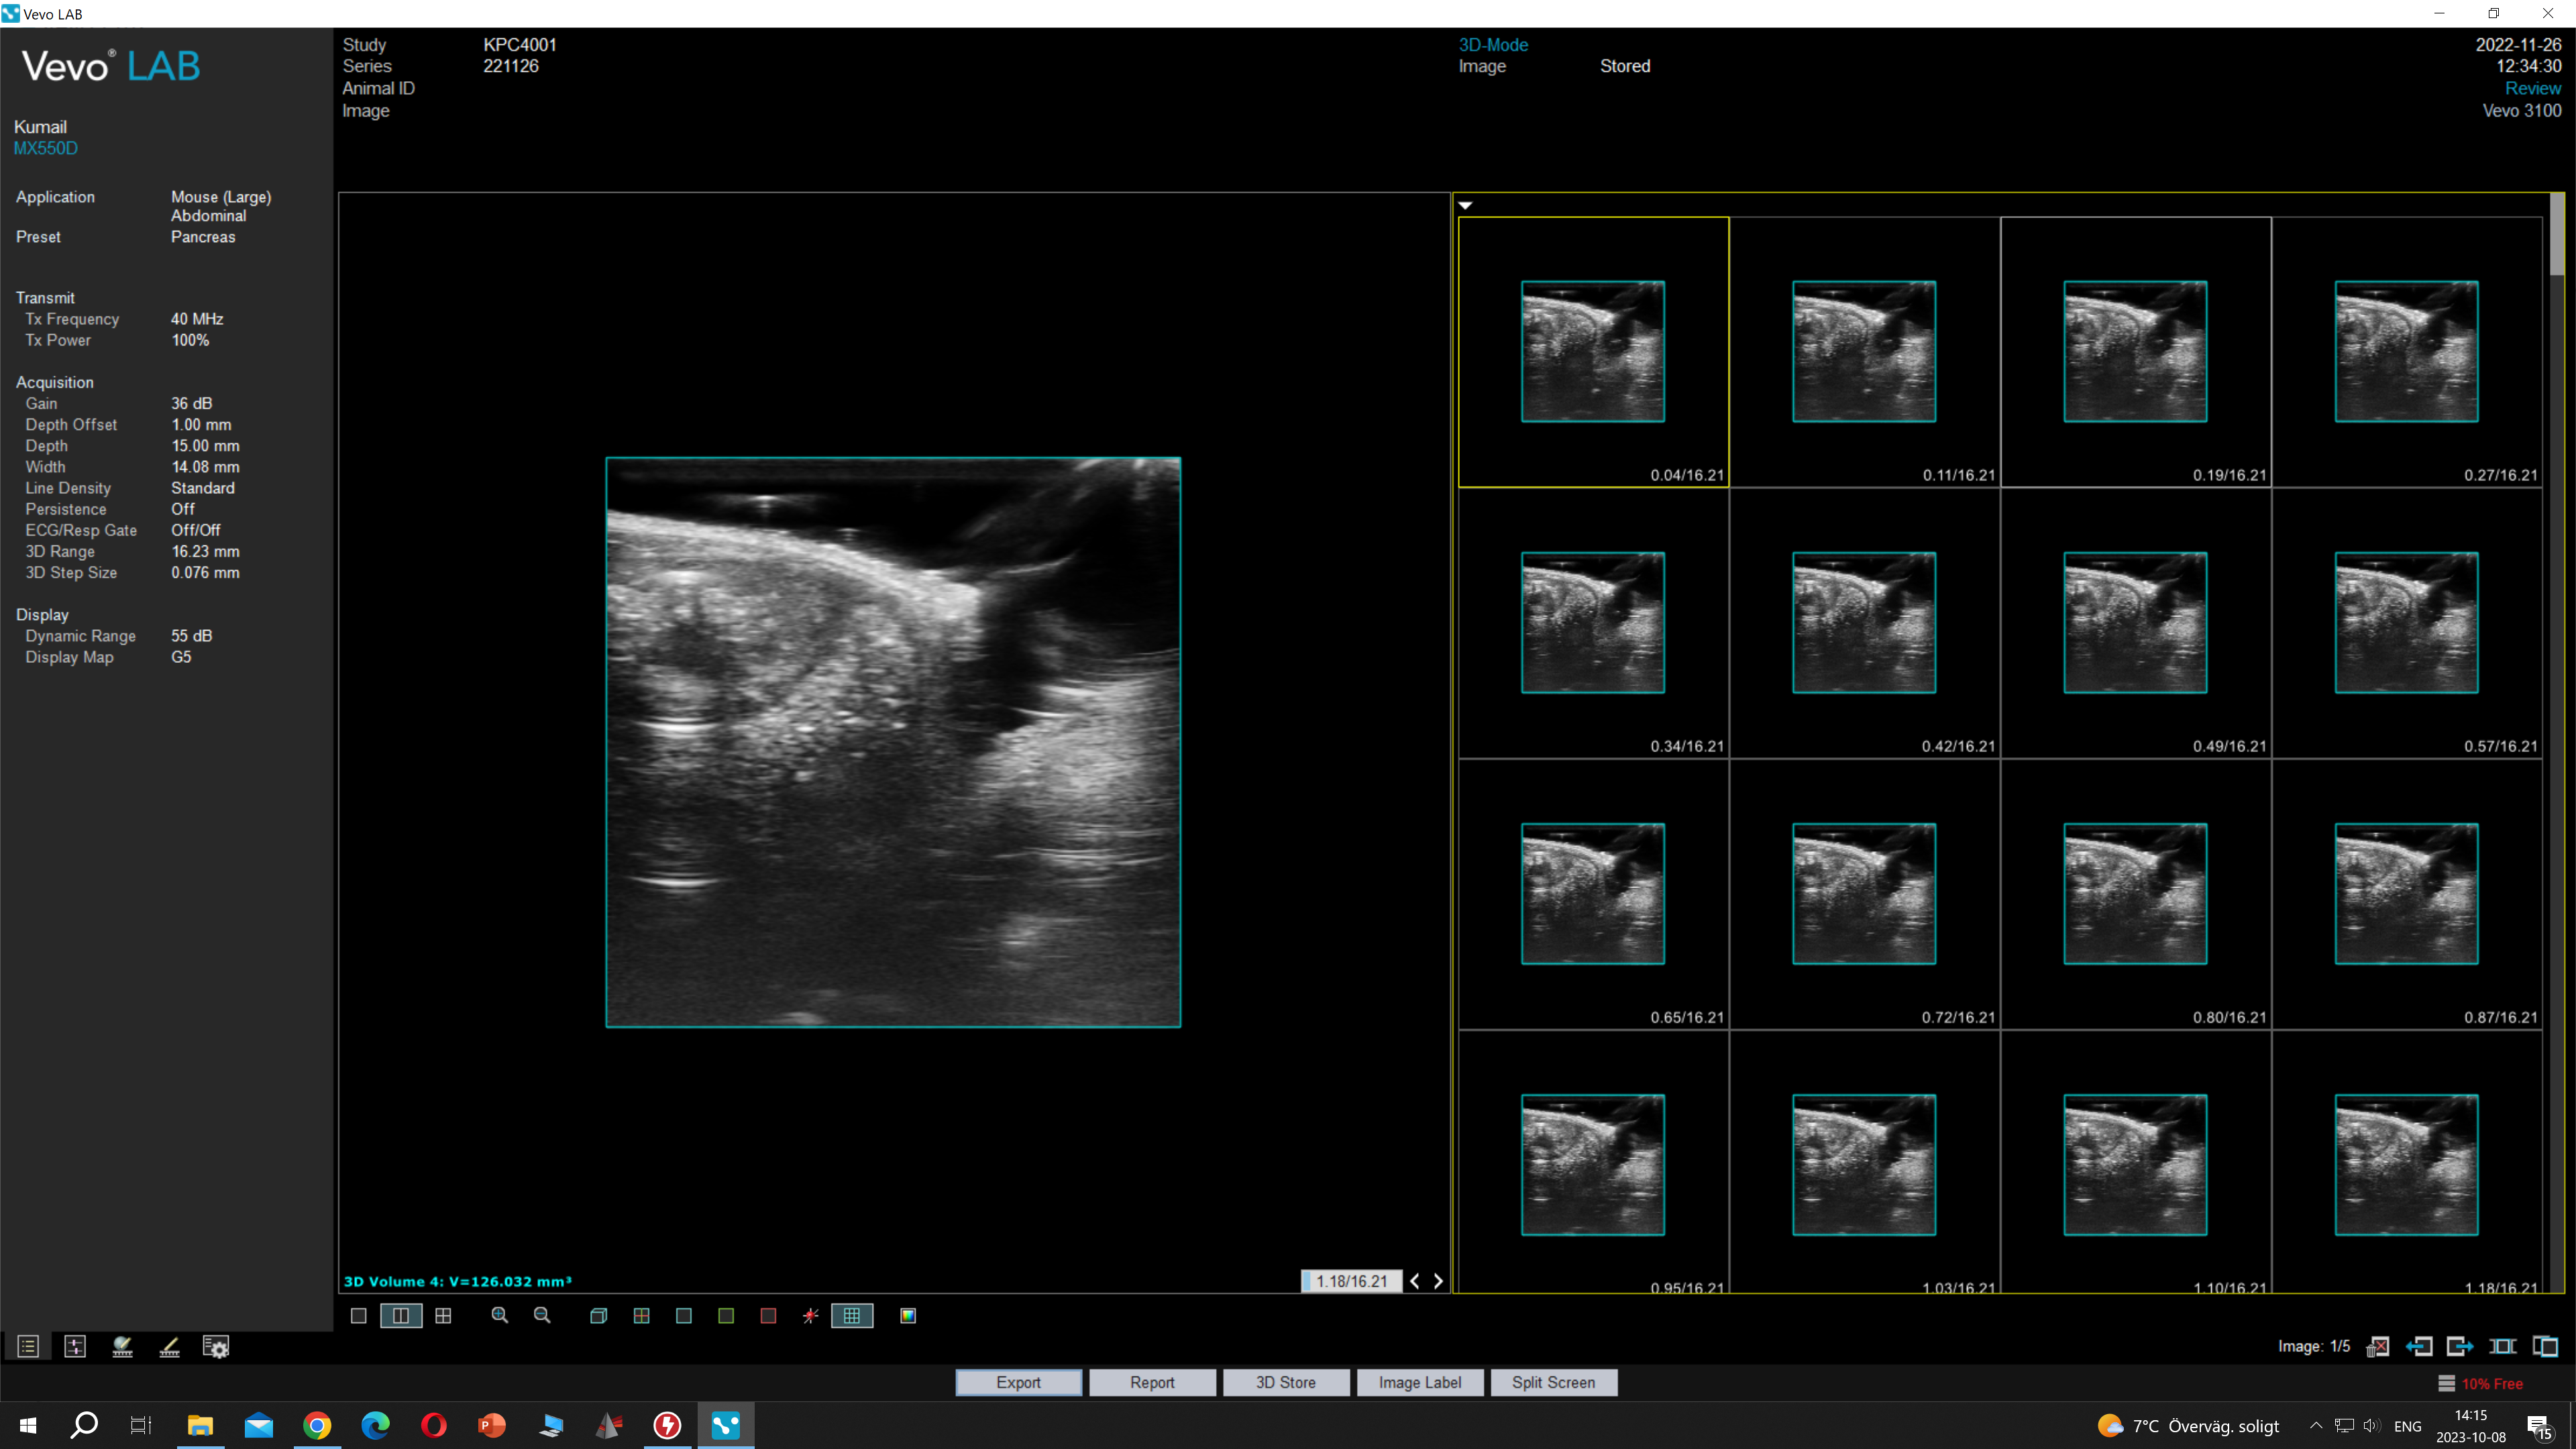 Vevo LAB
Vevo® LAB
Kumail
MX550D
Application Mouse (Large)
Abdominal
Preset Pancreas
Transmit
Tx Frequency 40 MHz
Tx Power 100%
Acquisition
Gain 36 dB
Depth Offset 1.00 mm
Depth 15.00 mm
Width 14.08 mm
Line Density Standard
Persistence Off
ECG/Resp Gate Off/Off
3D Range 16.23 mm
3D Step Size 0.076 mm
Display
Dynamic Range 55 dB
Display Map G5
Study KPC4001
Series 221126
Animal ID
Image
3D-Mode
Image Stored
2022-11-26
12:34:30
Review
Vevo 3100
3D Volume 4: V=126.032 mm³
1.18/16.21
0.04/16.21 0.11/16.21 0.19/16.21 0.27/16.21
0.34/16.21 0.42/16.21 0.49/16.21 0.57/16.21
0.65/16.21 0.72/16.21 0.80/16.21 0.87/16.21
0.95/16.21 1.03/16.21 1.10/16.21 1.18/16.21
Image: 1/5
Export Report 3D Store Image Label Split Screen
10% Free
7°C Överväg. soligt
ENG
14:15
2023-10-08
15